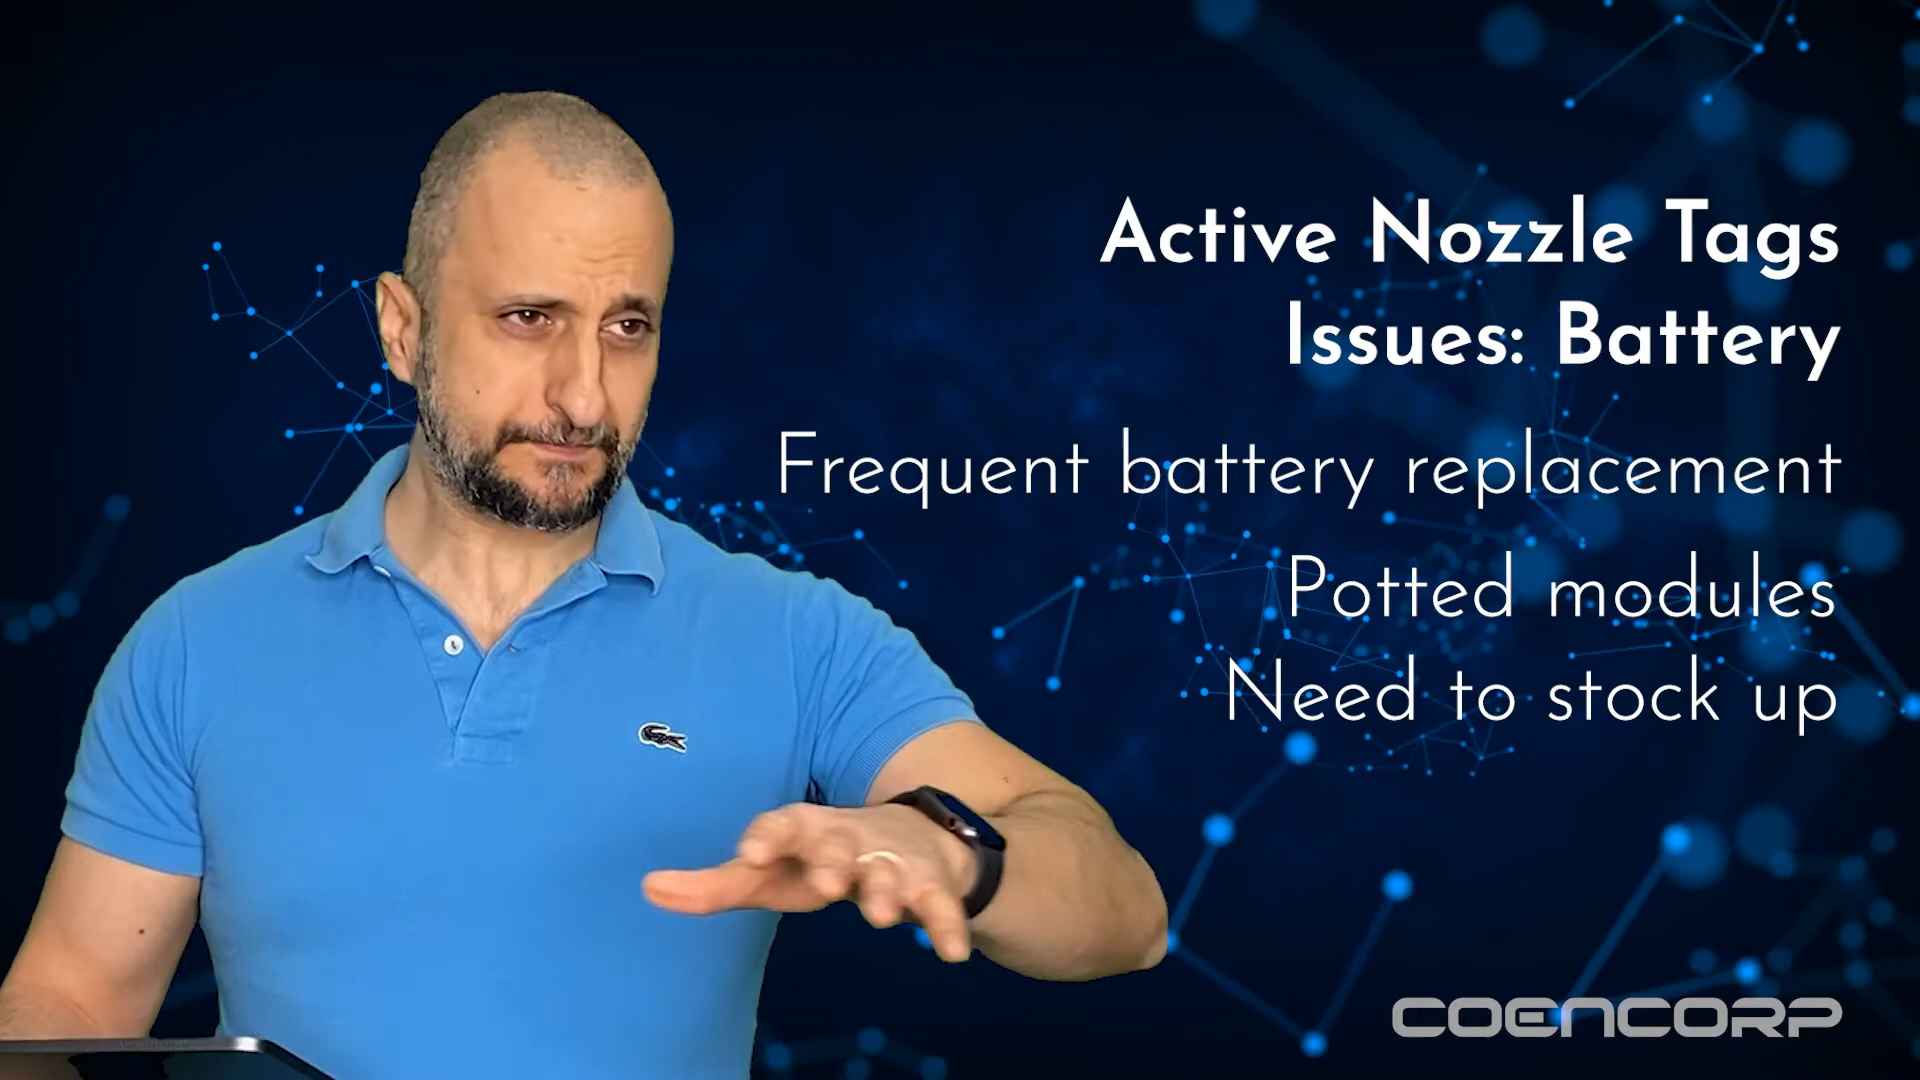 Active Nozzle Tags
Issues: Battery
Frequent battery replacement
Potted modules
Need to stock up
COENCORP